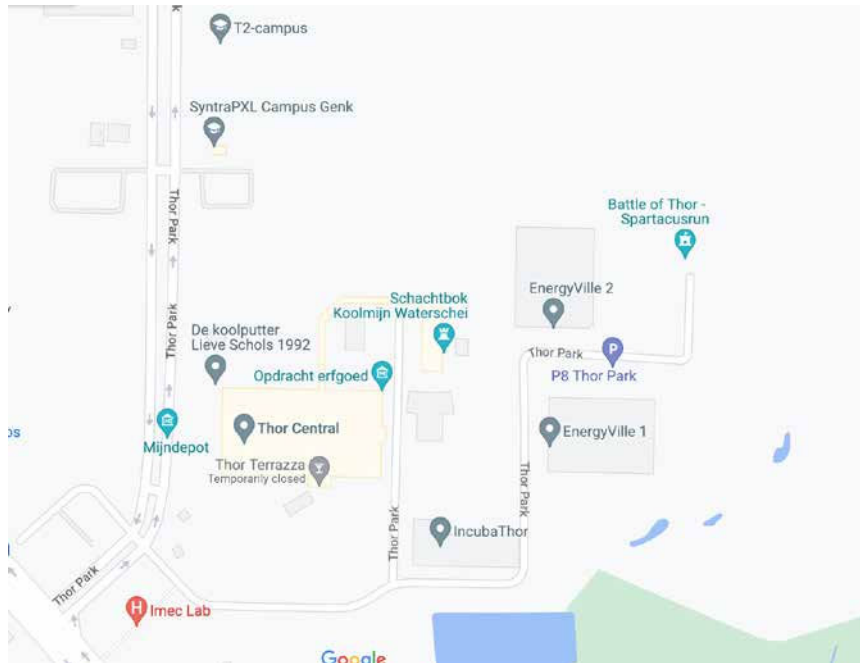 T2-campus
SyntraPXL Campus Genk
Thor Park
Battle of Thor -
Spartacusrun
Thor Park
EnergyVille 2
Schachtbok
Koolmijn Waterschei
De koolputter
Lieve Schols 1992
Thor Park
P
P8 Thor Park
Opdracht erfgoed
Thor Central
EnergyVille 1
Mijndepot
Thor Terrazza
Temporarily closed
Thor Park
Thor Park
IncubaThor
Thor Park
H
Imec Lab
Google